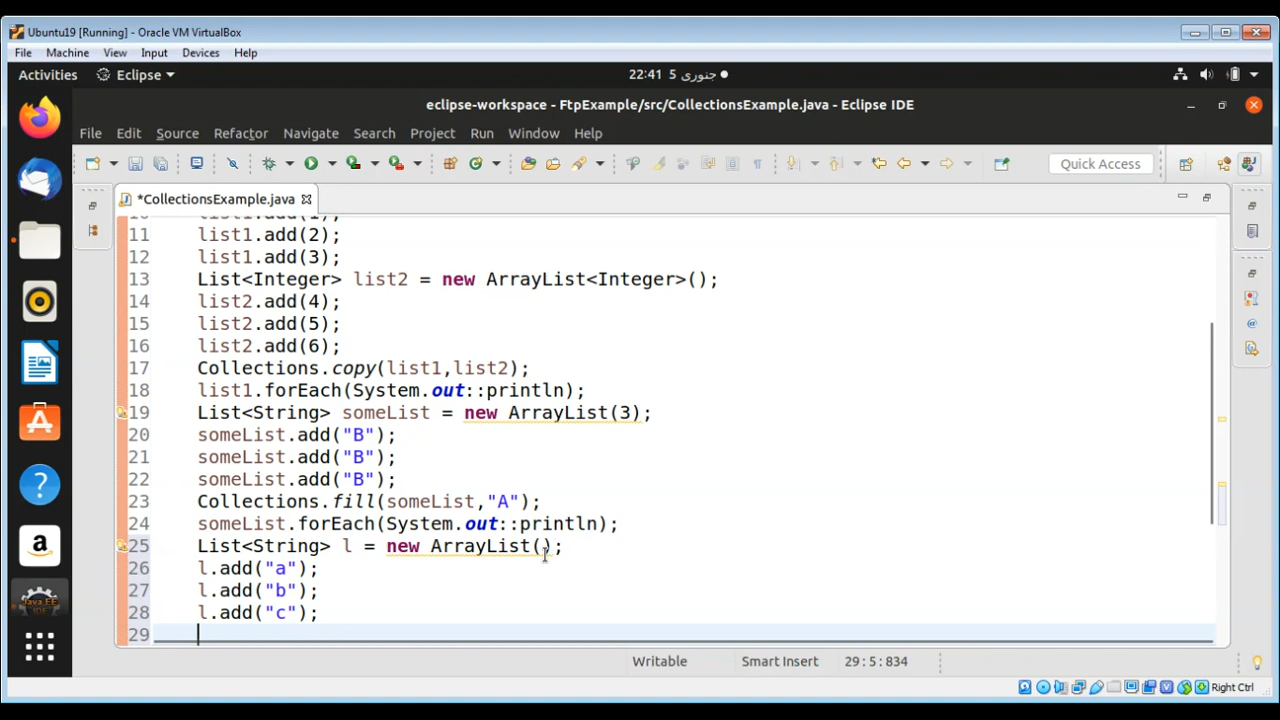 Ubuntu19 [Running] - Oracle VM VirtualBox
File Machine View Input Devices Help
Activities Eclipse 22:41 5 جنوری
eclipse-workspace - FtpExample/src/CollectionsExample.java - Eclipse IDE
File Edit Source Refactor Navigate Search Project Run Window Help
Quick Access
*CollectionsExample.java
10 list1.add(1);
11 list1.add(2);
12 list1.add(3);
13 List<Integer> list2 = new ArrayList<Integer>();
14 list2.add(4);
15 list2.add(5);
16 list2.add(6);
17 Collections.copy(list1,list2);
18 list1.forEach(System.out::println);
19 List<String> someList = new ArrayList(3);
20 someList.add("B");
21 someList.add("B");
22 someList.add("B");
23 Collections.fill(someList,"A");
24 someList.forEach(System.out::println);
25 List<String> l = new ArrayList();
26 l.add("a");
27 l.add("b");
28 l.add("c");
29
Writable Smart Insert 29:5:834
Right Ctrl